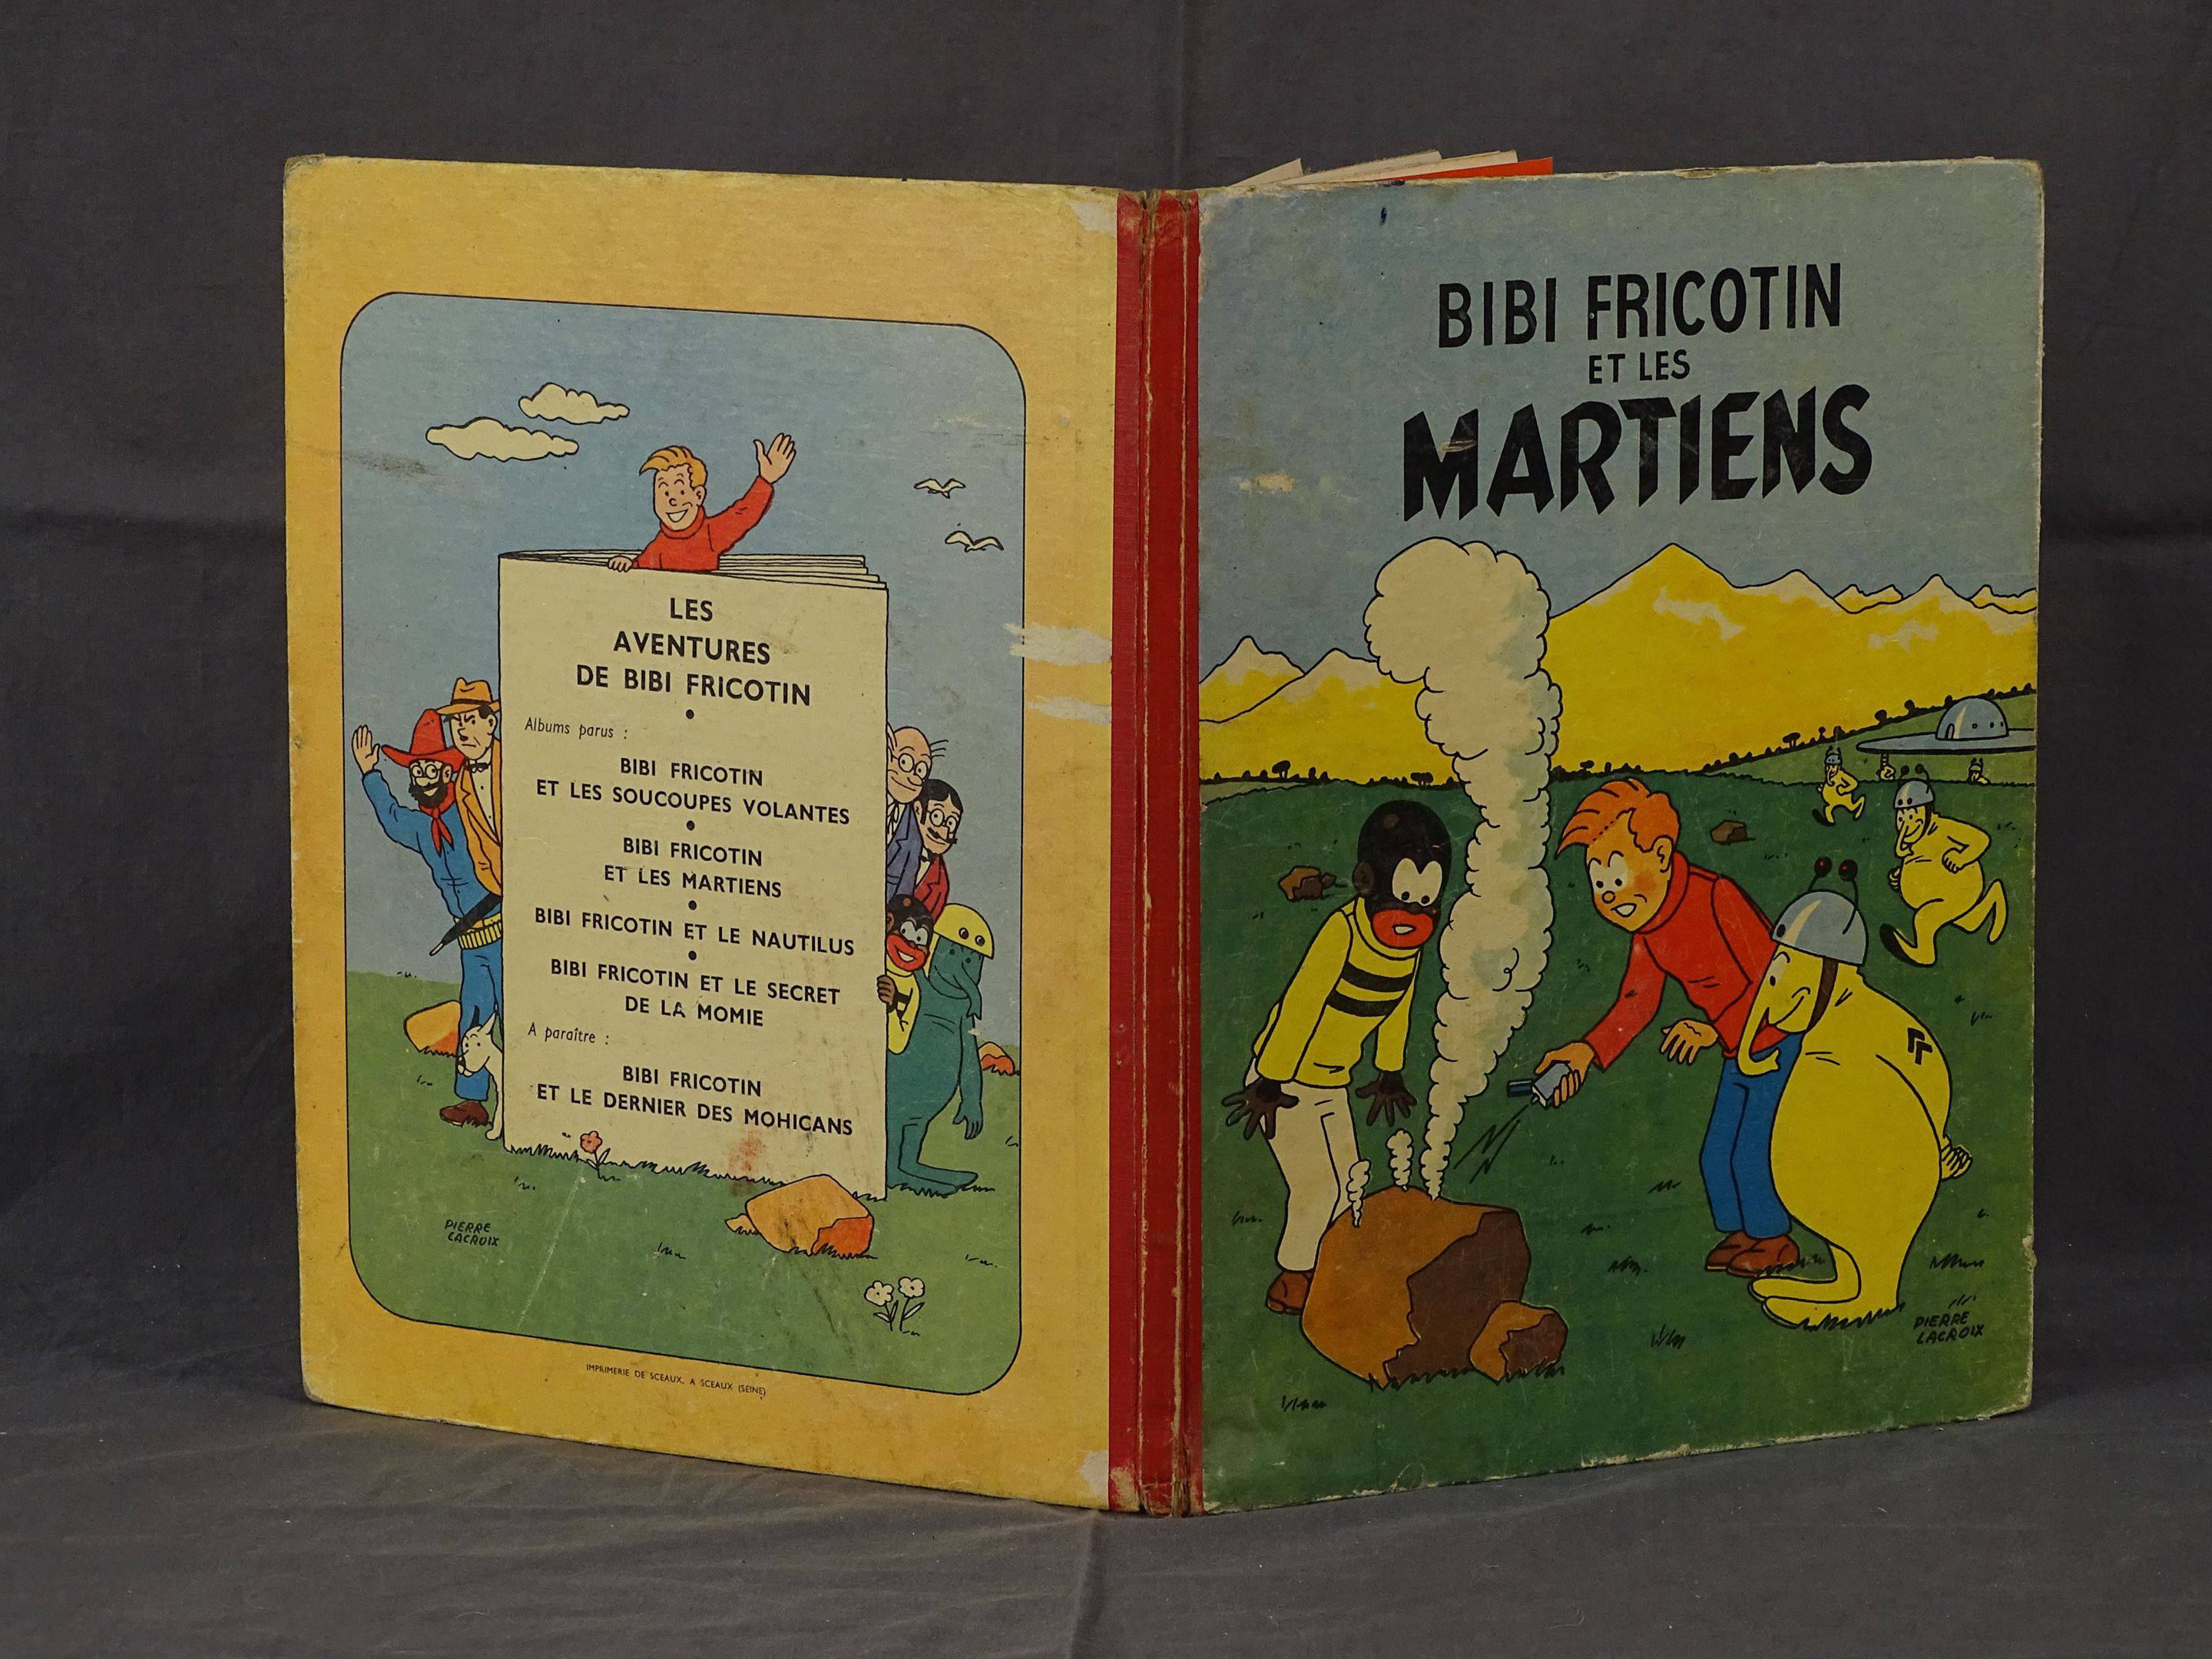 LES
AVENTURES
DE BIBI FRICOTIN
Albums parus :
BIBI FRICOTIN
ET LES SOUCOUPES VOLANTES
BIBI FRICOTIN
ET LES MARTIENS
BIBI FRICOTIN ET LE NAUTILUS
BIBI FRICOTIN ET LE SECRET
DE LA MOMIE
A paraître :
BIBI FRICOTIN
ET LE DERNIER DES MOHICANS
PIERRE
LACROIX
IMPRIMERIE DE SCEAUX, A SCEAUX (SEINE)
BIBI FRICOTIN
ET LES
MARTIENS
PIERRE
LACROIX